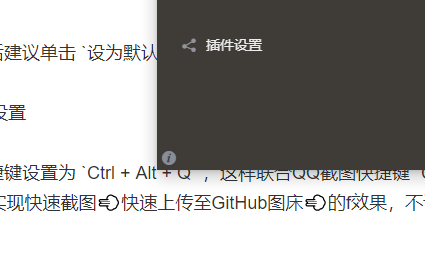 建议单击 `设为默认
插件设置
设置
键设置为 `Ctrl + Alt + Q`，这样联合QQ截图快捷键 `
实现快速截图快速上传至GitHub图床的f效果，不